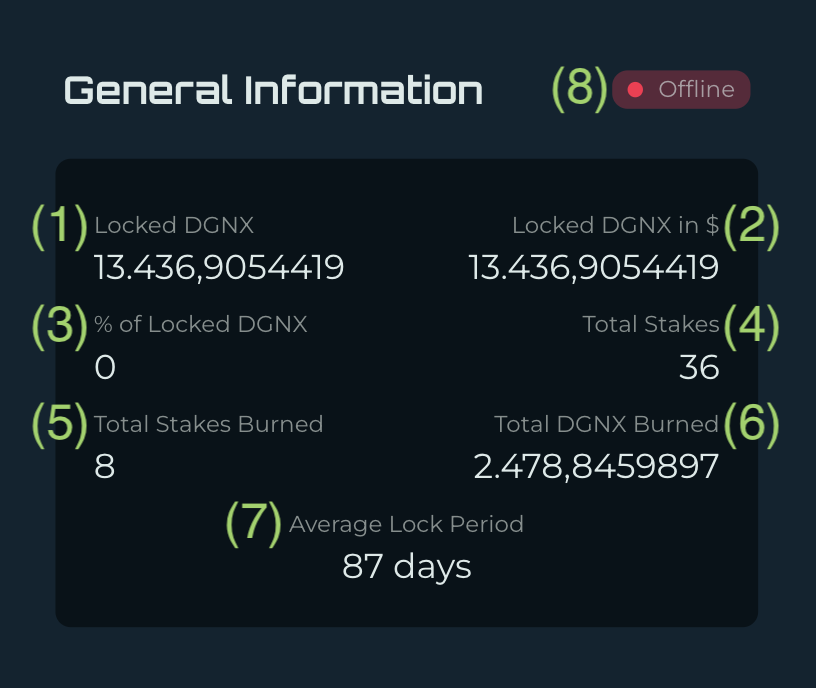 General Information (8) Offline
(1) Locked DGNX Locked DGNX in $ (2)
13.436,9054419 13.436,9054419
(3) % of Locked DGNX Total Stakes (4)
0 36
(5) Total Stakes Burned Total DGNX Burned (6)
8 2.478,8459897
(7) Average Lock Period
87 days